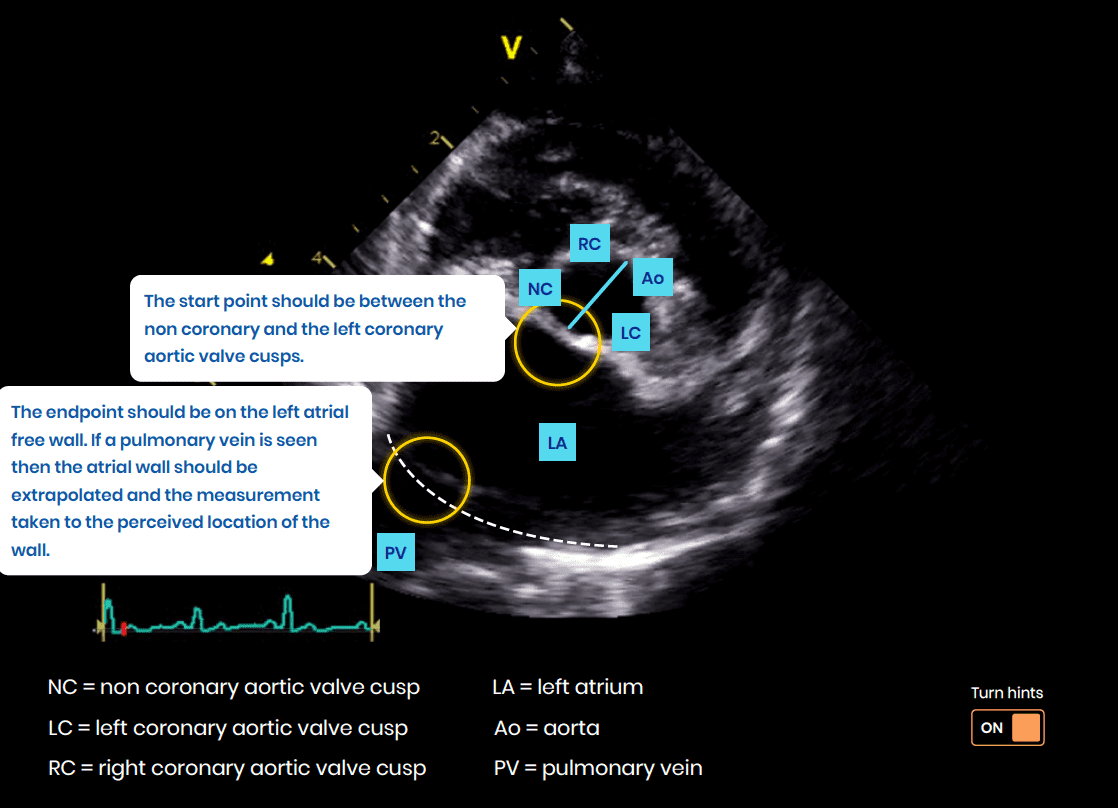 V
2
4
RC
Ao
NC
LC
The start point should be between the
non coronary and the left coronary
aortic valve cusps.
The endpoint should be on the left atrial
free wall. If a pulmonary vein is seen
then the atrial wall should be
extrapolated and the measurement
taken to the perceived location of the
wall.
LA
PV
NC = non coronary aortic valve cusp
LC = left coronary aortic valve cusp
RC = right coronary aortic valve cusp
LA = left atrium
Ao = aorta
PV = pulmonary vein
Turn hints
ON